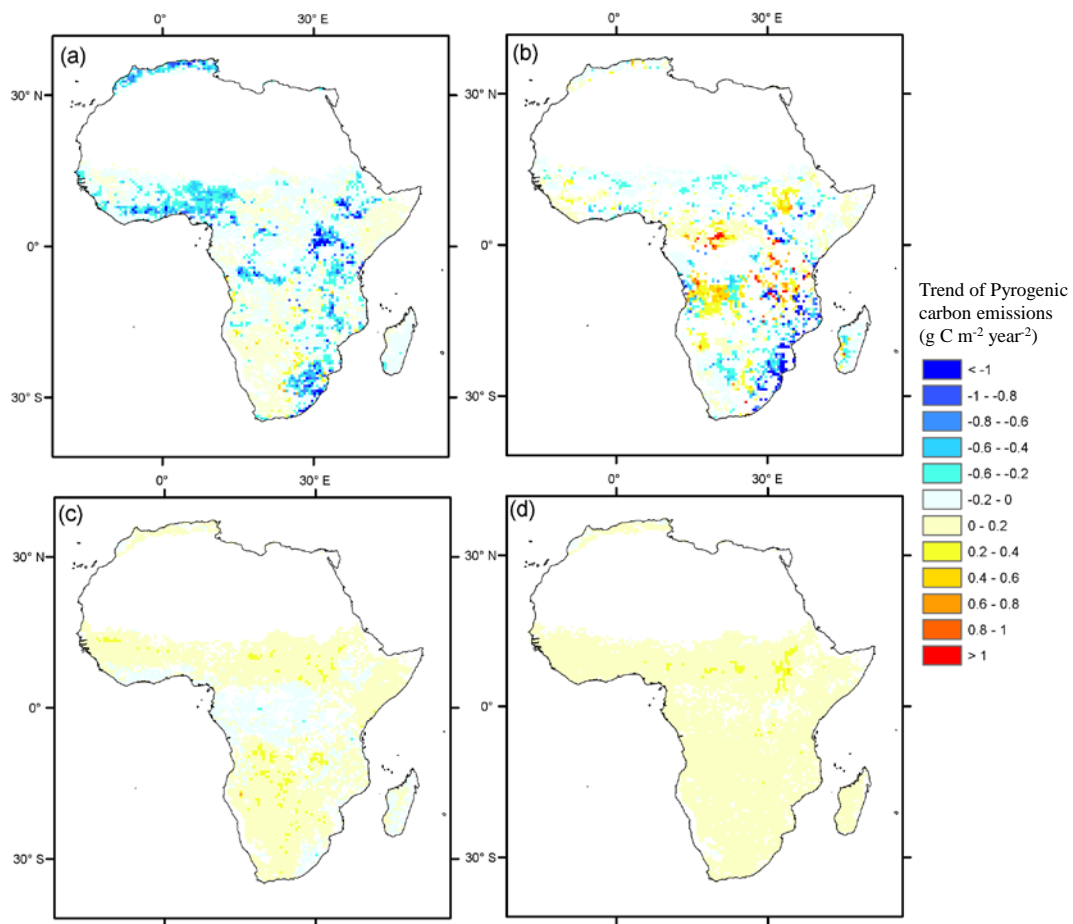 0° 30° E 0° 30° E
(a) (b)
30° N 30° N
0° 0°
30° S 30° S
Trend of Pyrogenic
carbon emissions
(g C m⁻² year⁻²)
< -1
-1 - -0.8
-0.8 - -0.6
-0.6 - -0.4
-0.6 - -0.2
-0.2 - 0
0 - 0.2
0.2 - 0.4
0.4 - 0.6
0.6 - 0.8
0.8 - 1
> 1
0° 30° E 0° 30° E
(c) (d)
30° N 30° N
0° 0°
30° S 30° S